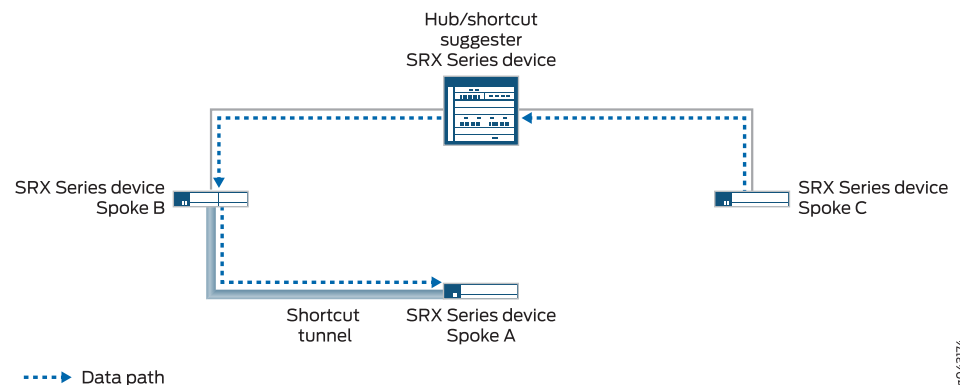 Hub/shortcut
suggester
SRX Series device
SRX Series device
Spoke B
SRX Series device
Spoke C
Shortcut
tunnel
SRX Series device
Spoke A
Data path